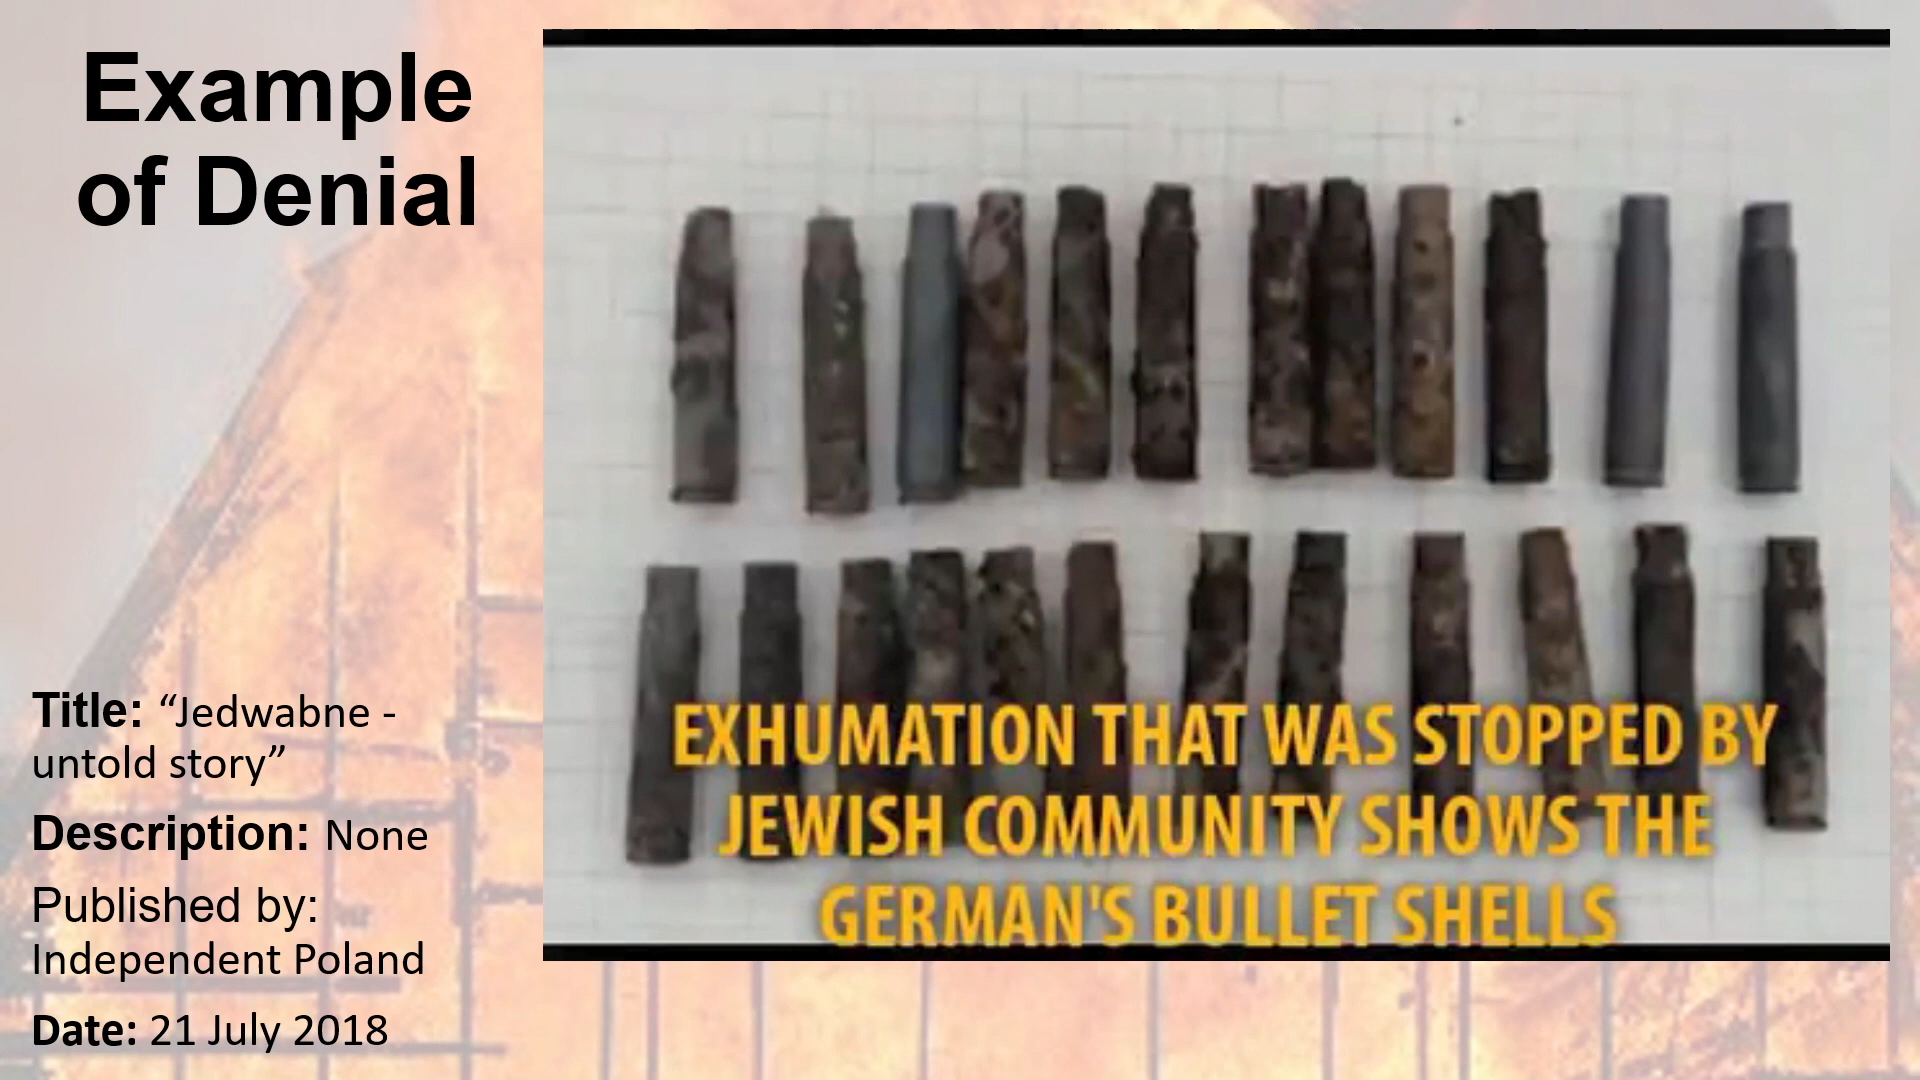 Example
of Denial
Title: “Jedwabne -
untold story”
Description: None
Published by:
Independent Poland
Date: 21 July 2018
EXHUMATION THAT WAS STOPPED BY
JEWISH COMMUNITY SHOWS THE
GERMAN'S BULLET SHELLS